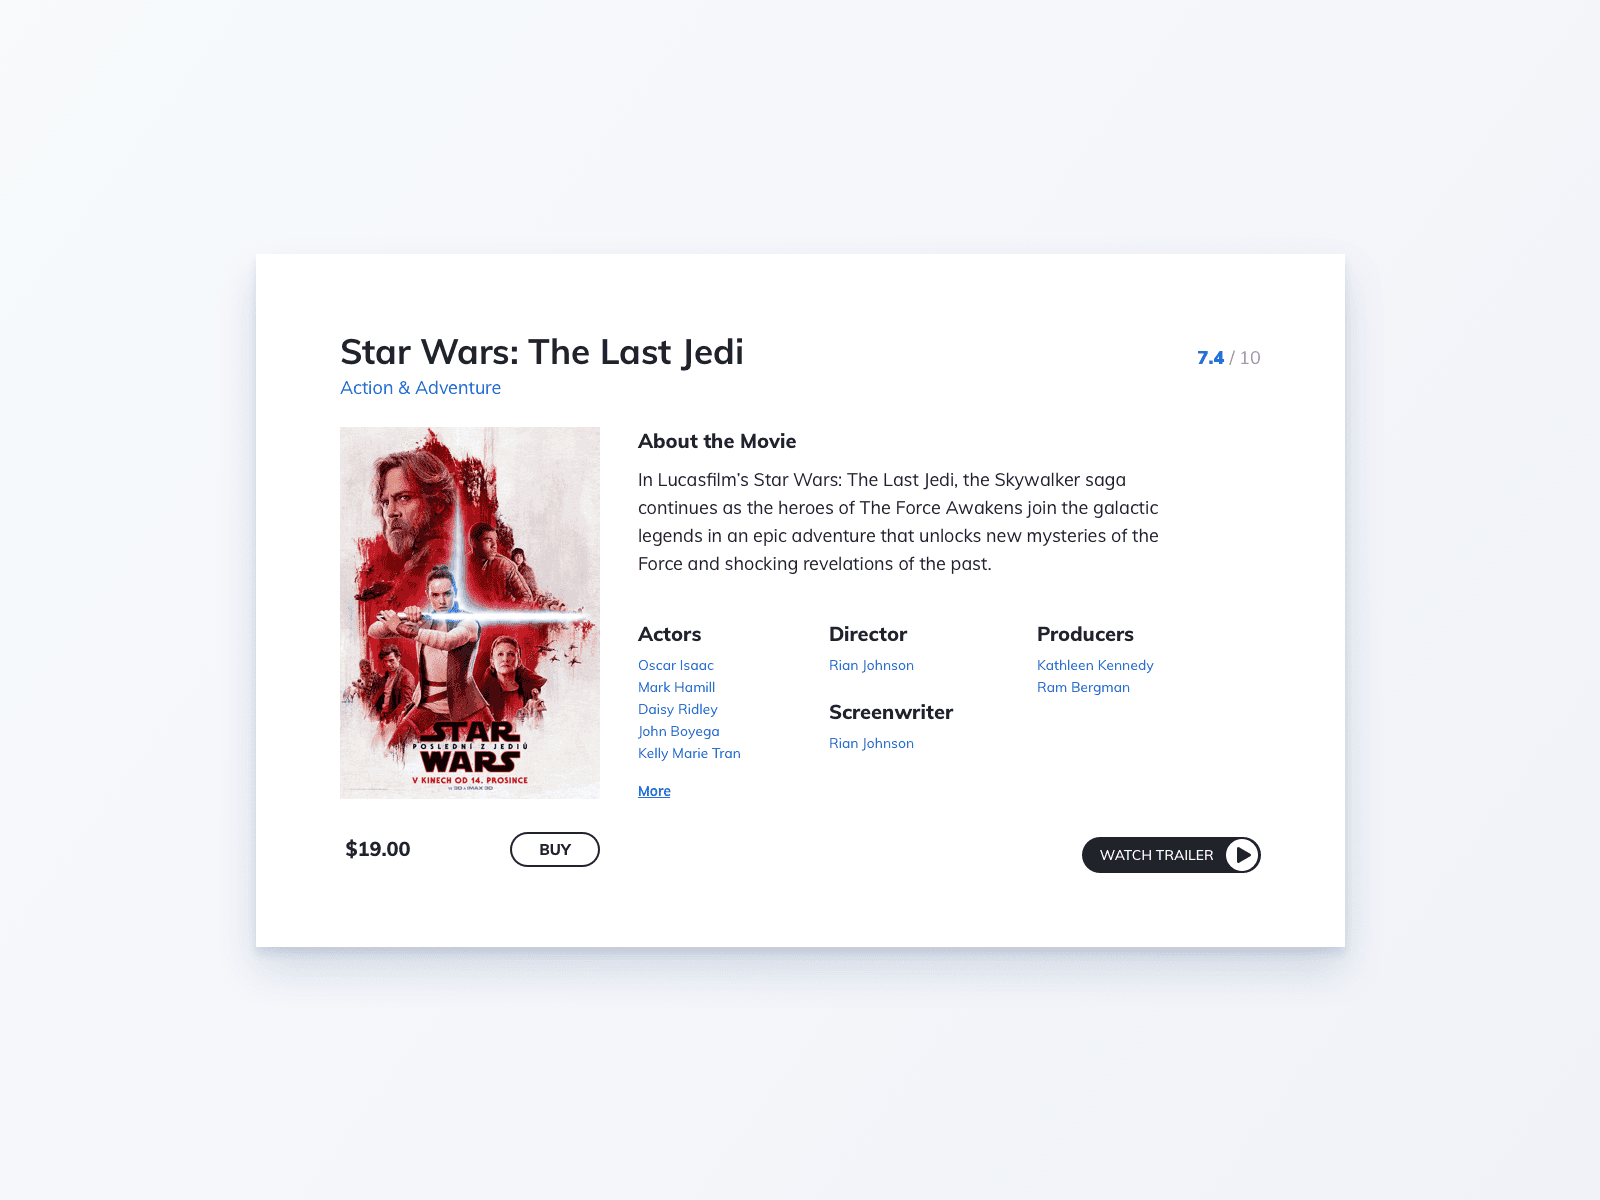 Star Wars: The Last Jedi
7.4 / 10
Action & Adventure
STAR
POSLEDNÍ Z JEDIŮ
WARS
V KINECH OD 14. PROSINCE
About the Movie
In Lucasfilm’s Star Wars: The Last Jedi, the Skywalker saga
continues as the heroes of The Force Awakens join the galactic
legends in an epic adventure that unlocks new mysteries of the
Force and shocking revelations of the past.
Actors
Oscar Isaac
Mark Hamill
Daisy Ridley
John Boyega
Kelly Marie Tran
More
Director
Rian Johnson
Screenwriter
Rian Johnson
Producers
Kathleen Kennedy
Ram Bergman
$19.00
BUY
WATCH TRAILER